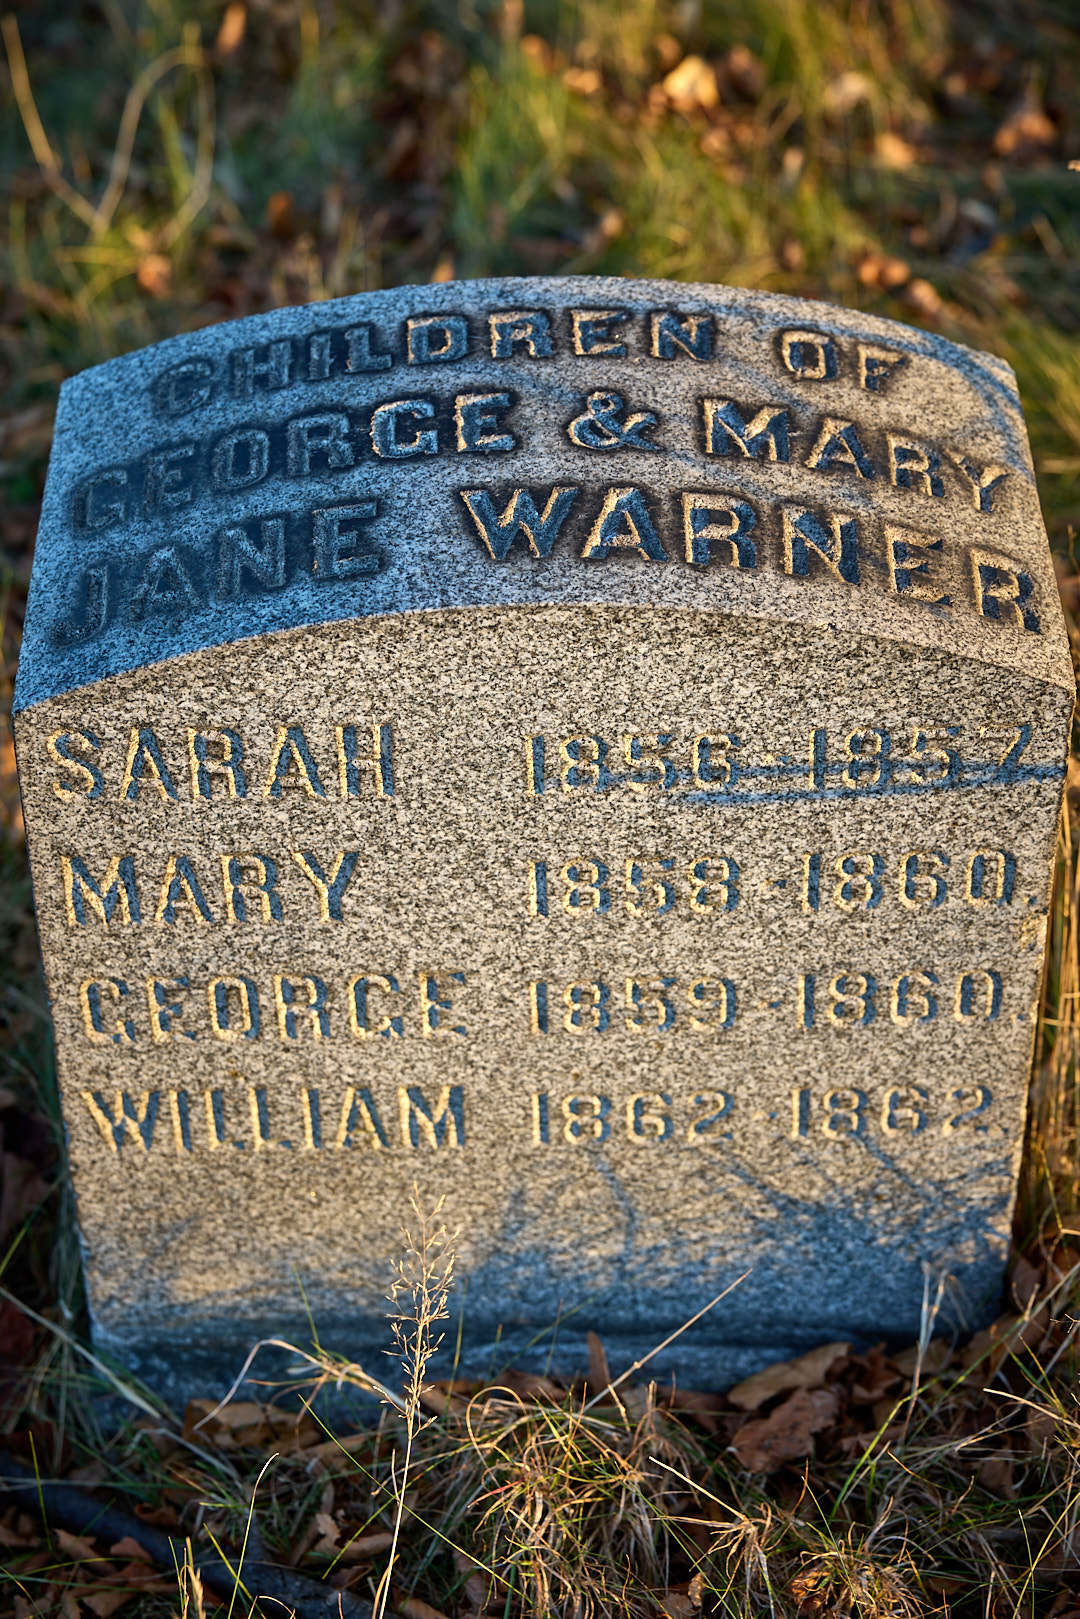 CHILDREN OF
GEORGE & MARY
JANE WARNER
SARAH 1856-1857
MARY 1858-1860.
GEORGE 1859-1860.
WILLIAM 1862-1862.